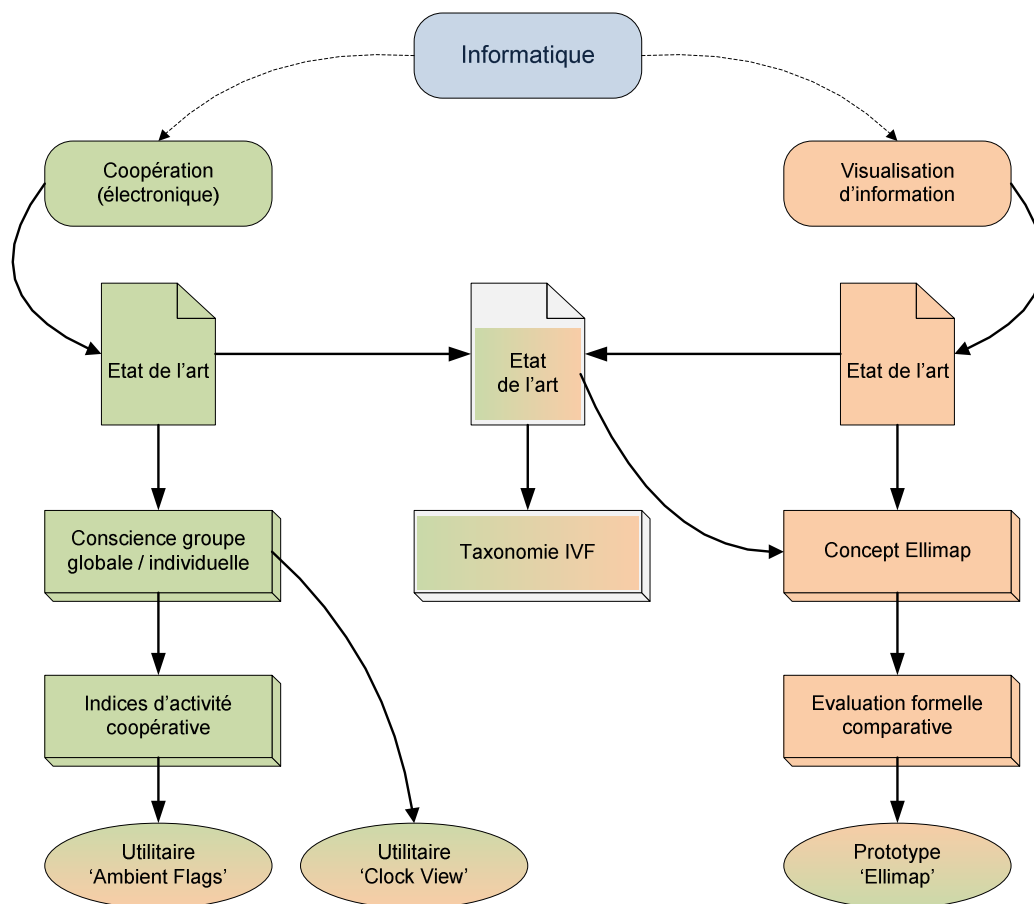 Informatique
Coopération
(électronique)
Visualisation
d’information
Etat de l’art
Etat
de l’art
Etat de l’art
Conscience groupe
globale / individuelle
Taxonomie IVF
Concept Ellimap
Indices d’activité
coopérative
Evaluation formelle
comparative
Utilitaire
‘Ambient Flags’
Utilitaire
‘Clock View’
Prototype
‘Ellimap’